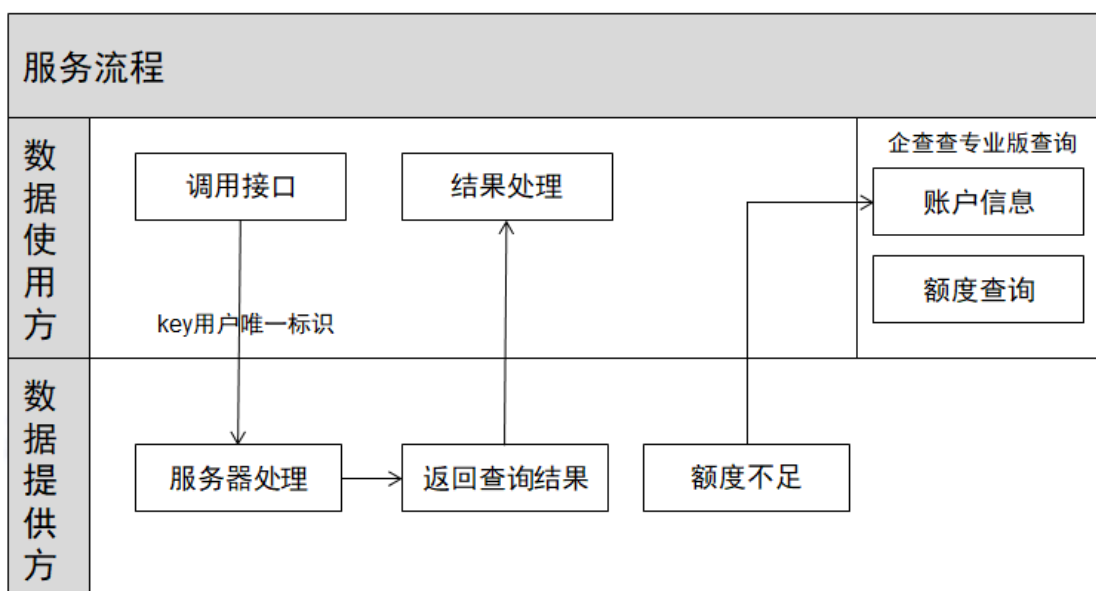 服务流程
数据使用方
调用接口
结果处理
企查查专业版查询
账户信息
额度查询
key用户唯一标识
数据提供方
服务器处理
返回查询结果
额度不足